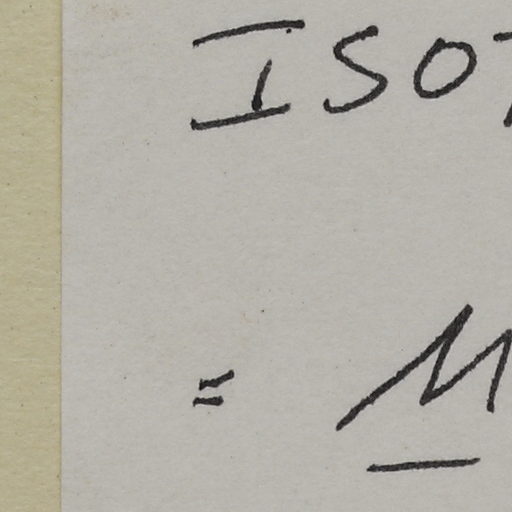 ISO
= M